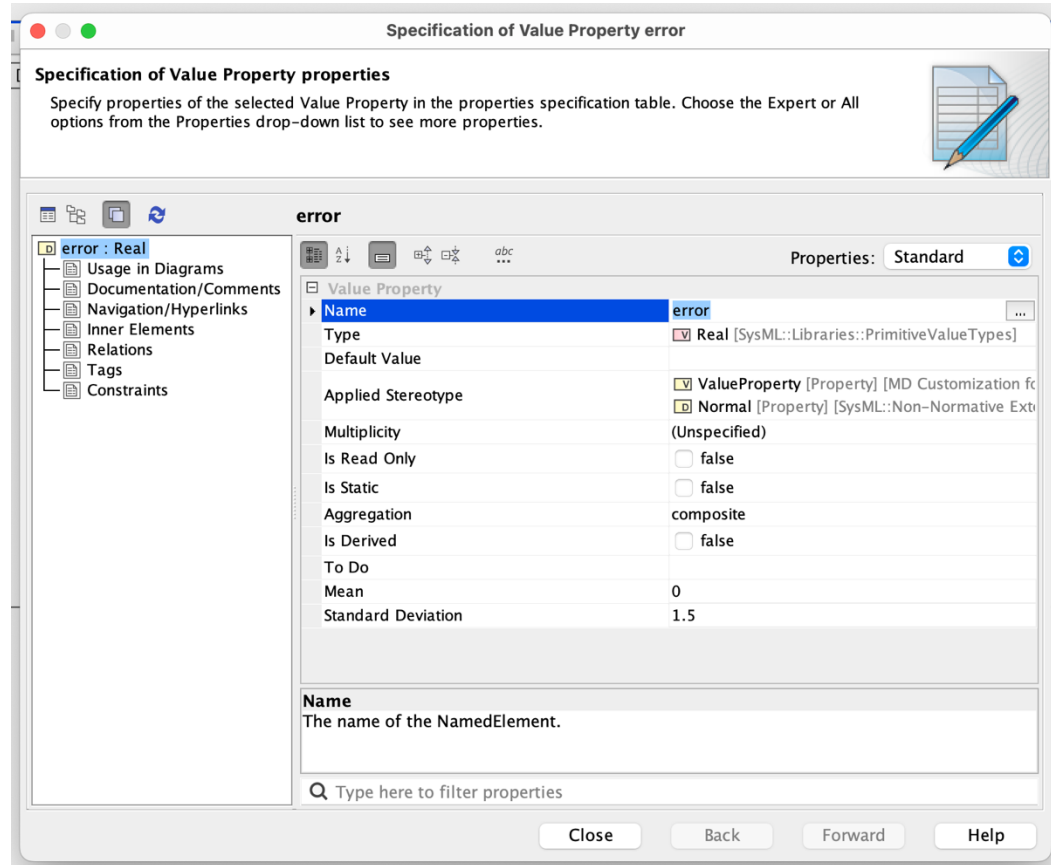 Specification of Value Property error
Specification of Value Property properties
Specify properties of the selected Value Property in the properties specification table. Choose the Expert or All
options from the Properties drop-down list to see more properties.
error
error : Real
Usage in Diagrams
Documentation/Comments
Navigation/Hyperlinks
Inner Elements
Relations
Tags
Constraints
A
Z
abc
Properties: Standard
Value Property
Name error ...
Type V Real [SysML::Libraries::PrimitiveValueTypes]
Default Value
Applied Stereotype
V ValueProperty [Property] [MD Customization fo
D Normal [Property] [SysML::Non-Normative Exte
Multiplicity (Unspecified)
Is Read Only false
Is Static false
Aggregation composite
Is Derived false
To Do
Mean 0
Standard Deviation 1.5
Name
The name of the NamedElement.
Type here to filter properties
Close Back Forward Help